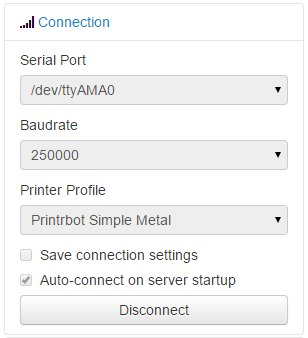 Connection
Serial Port
/dev/ttyAMA0
Baudrate
250000
Printer Profile
Printrbot Simple Metal
Save connection settings
Auto-connect on server startup
Disconnect